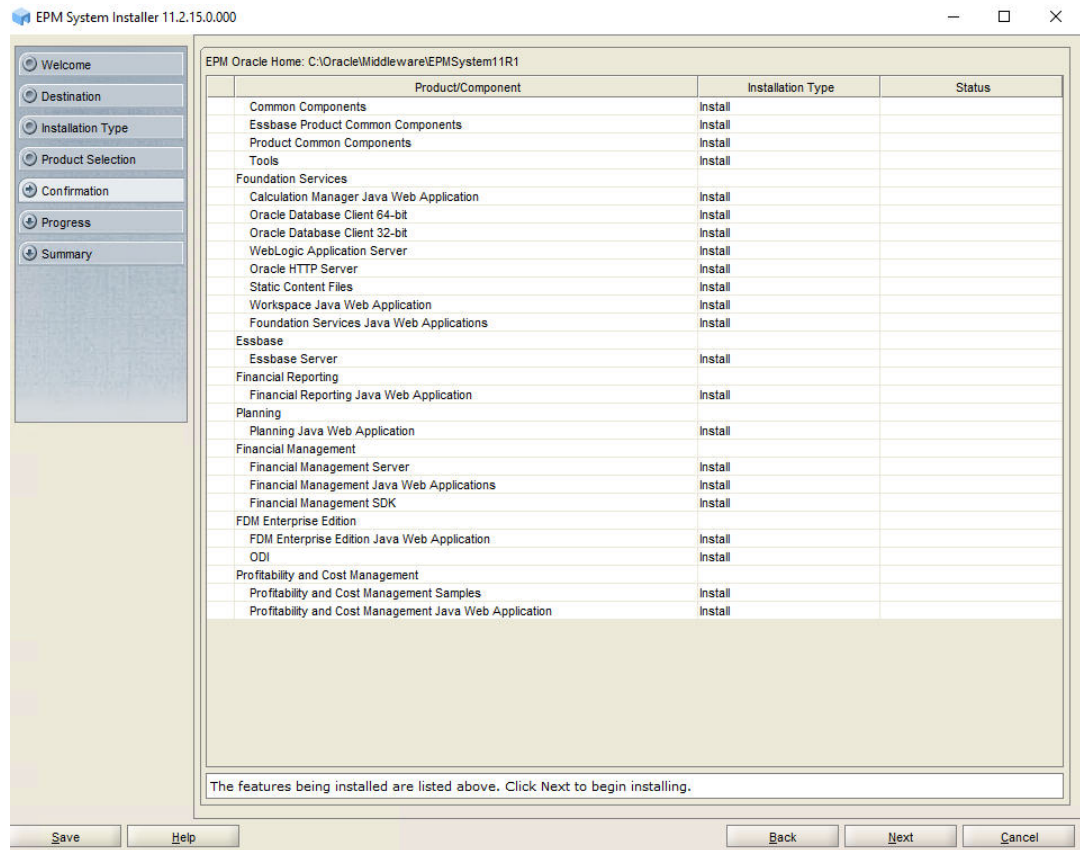 EPM System Installer 11.2.15.0.000
Welcome
Destination
Installation Type
Product Selection
Confirmation
Progress
Summary
EPM Oracle Home: C:\Oracle\Middleware\EPMSystem11R1
Product/Component Installation Type Status
Common Components Install
Essbase Product Common Components Install
Product Common Components Install
Tools Install
Foundation Services
Calculation Manager Java Web Application Install
Oracle Database Client 64-bit Install
Oracle Database Client 32-bit Install
WebLogic Application Server Install
Oracle HTTP Server Install
Static Content Files Install
Workspace Java Web Application Install
Foundation Services Java Web Applications Install
Essbase
Essbase Server Install
Financial Reporting
Financial Reporting Java Web Application Install
Planning
Planning Java Web Application Install
Financial Management
Financial Management Server Install
Financial Management Java Web Applications Install
Financial Management SDK Install
FDM Enterprise Edition
FDM Enterprise Edition Java Web Application Install
ODI Install
Profitability and Cost Management
Profitability and Cost Management Samples Install
Profitability and Cost Management Java Web Application Install
The features being installed are listed above. Click Next to begin installing.
Save Help Back Next Cancel